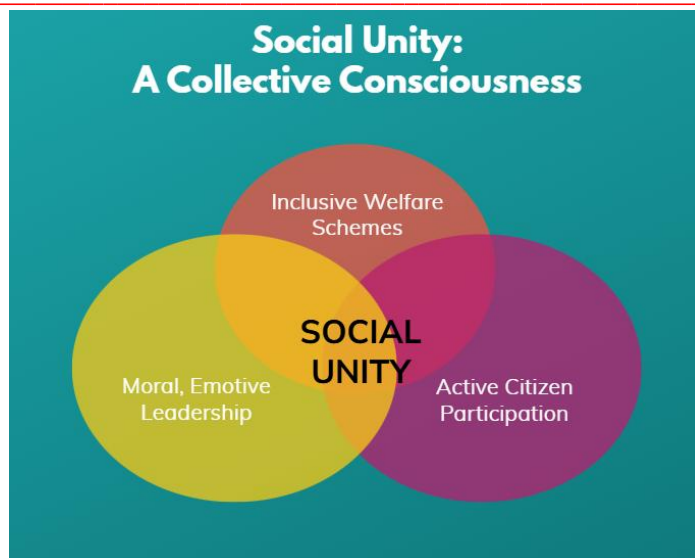 Social Unity:
A Collective Consciousness
Inclusive Welfare
Schemes
SOCIAL
UNITY
Moral, Emotive
Leadership
Active Citizen
Participation